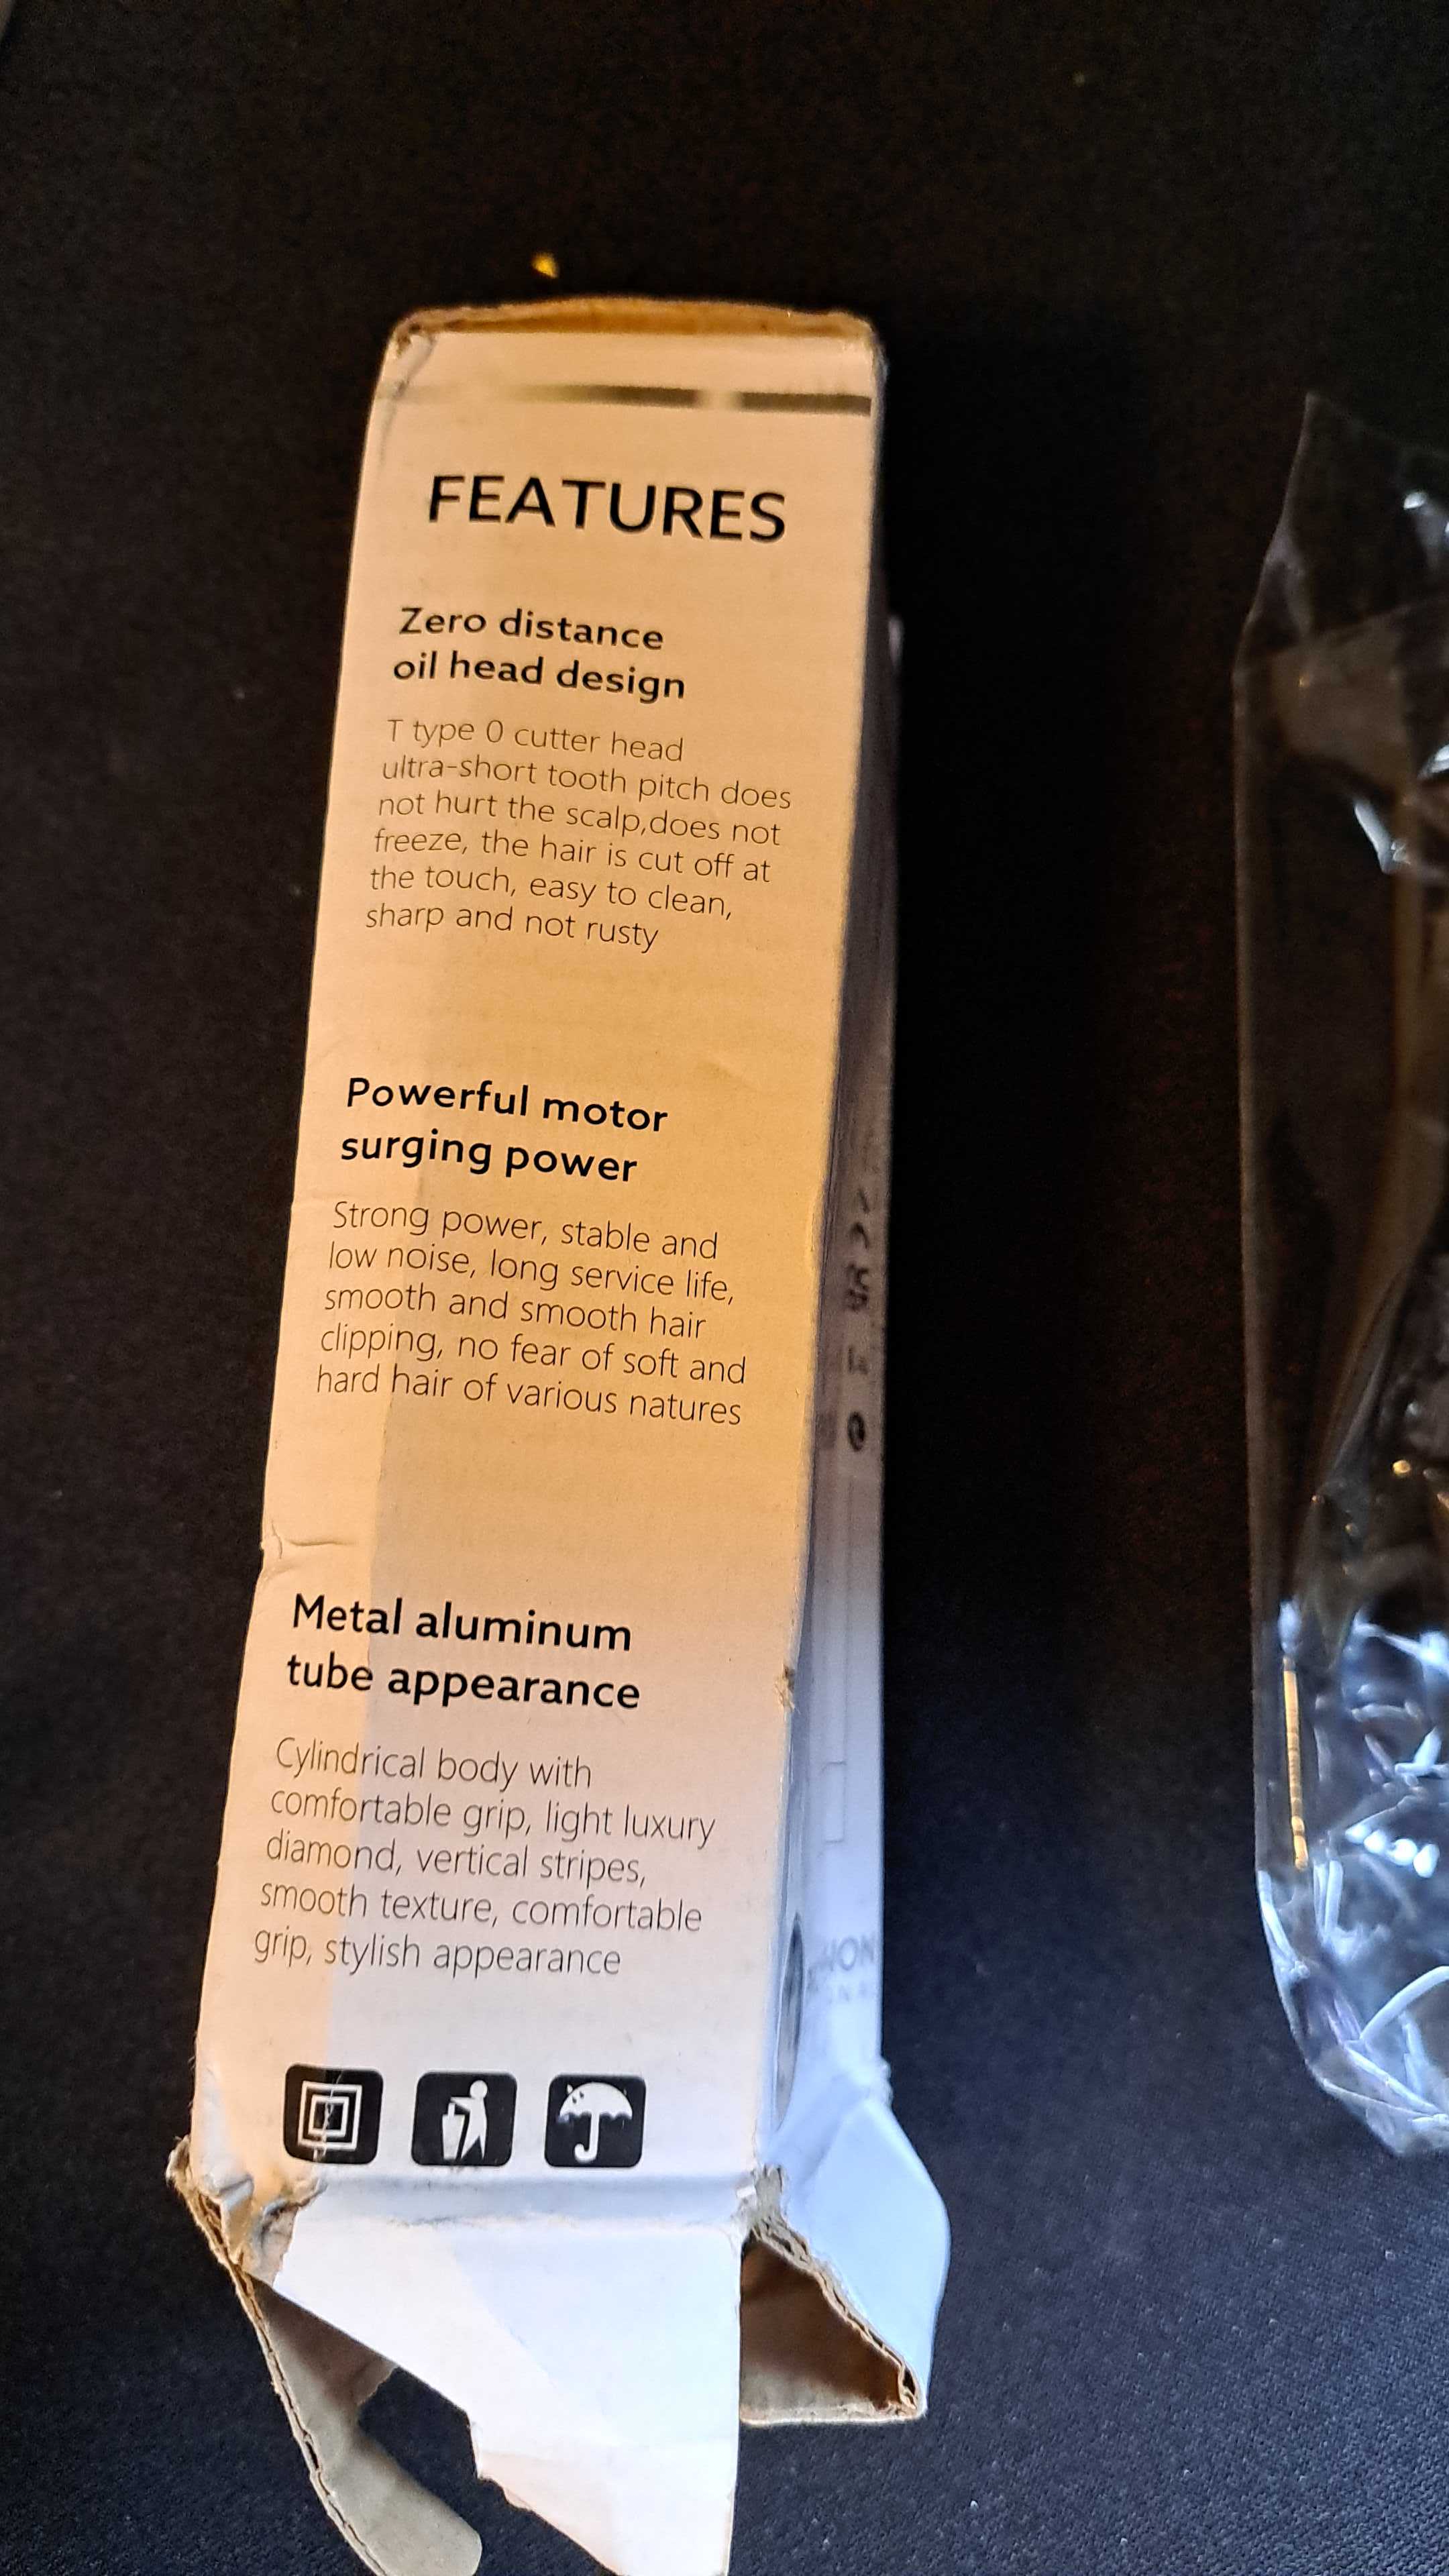 FEATURES
Zero distance
oil head design
T type 0 cutter head
ultra-short tooth pitch does
not hurt the scalp,does not
freeze, the hair is cut off at
the touch, easy to clean,
sharp and not rusty
Powerful motor
surging power
Strong power, stable and
low noise, long service life,
smooth and smooth hair
clipping, no fear of soft and
hard hair of various natures
Metal aluminum
tube appearance
Cylindrical body with
comfortable grip, light luxury
diamond, vertical stripes,
smooth texture, comfortable
grip, stylish appearance